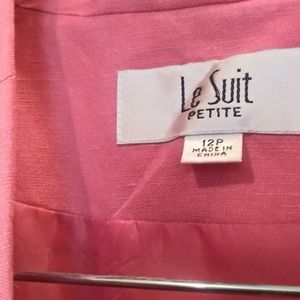 Le Suit
PETITE
12P
MADE IN
CHINA